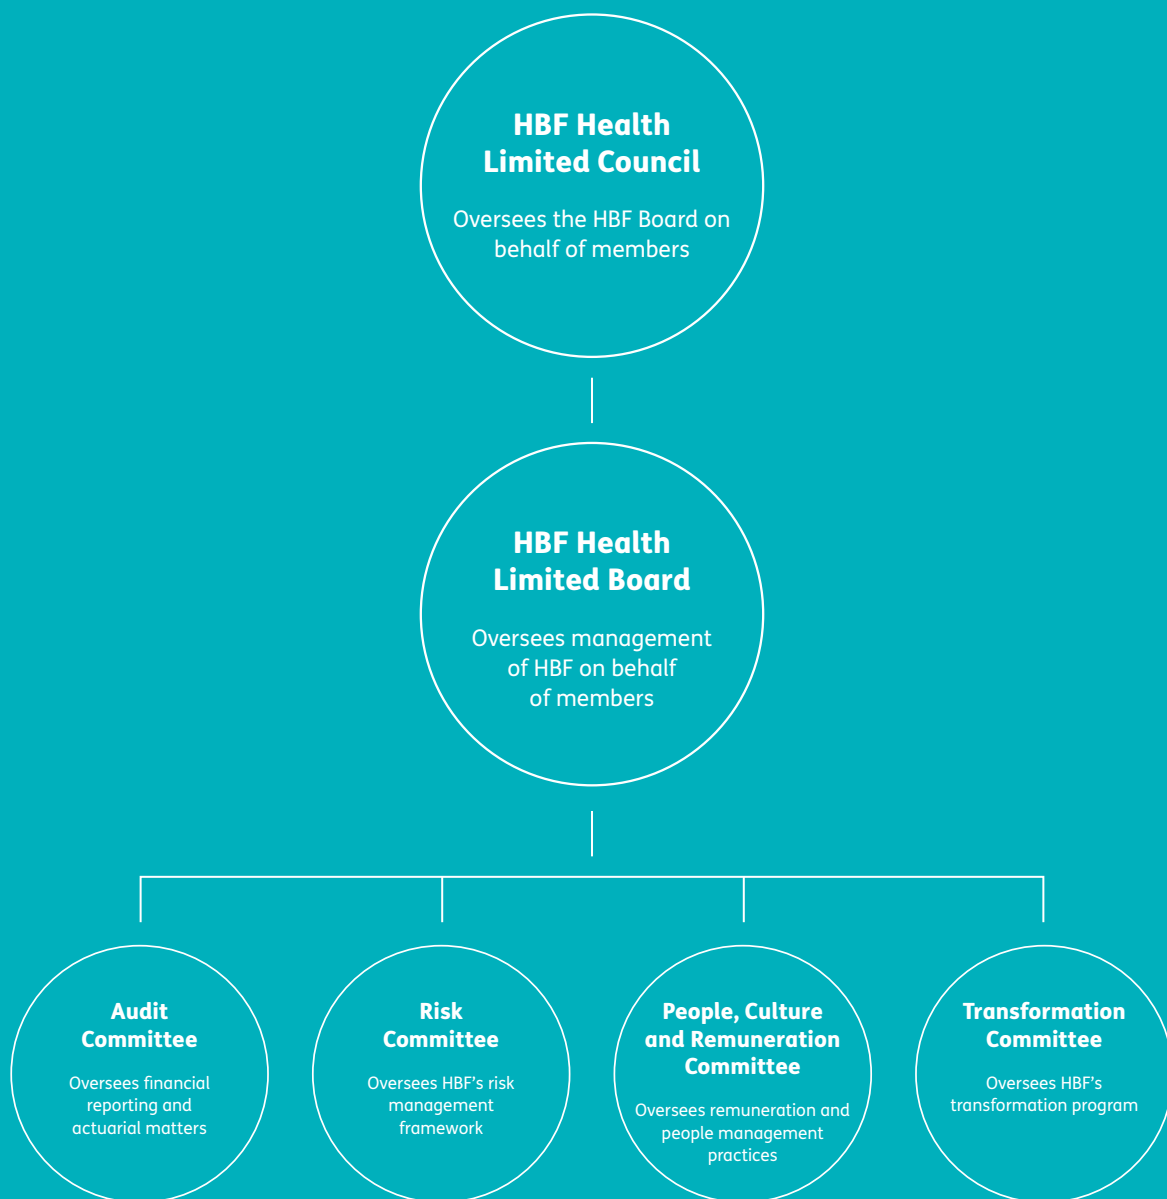 HBF Health
Limited Council
Oversees the HBF Board on
behalf of members
HBF Health
Limited Board
Oversees management
of HBF on behalf
of members
Audit
Committee
Oversees financial
reporting and
actuarial matters
Risk
Committee
Oversees HBF's risk
management
framework
People, Culture
and Remuneration
Committee
Oversees remuneration and
people management
practices
Transformation
Committee
Oversees HBF's
transformation program